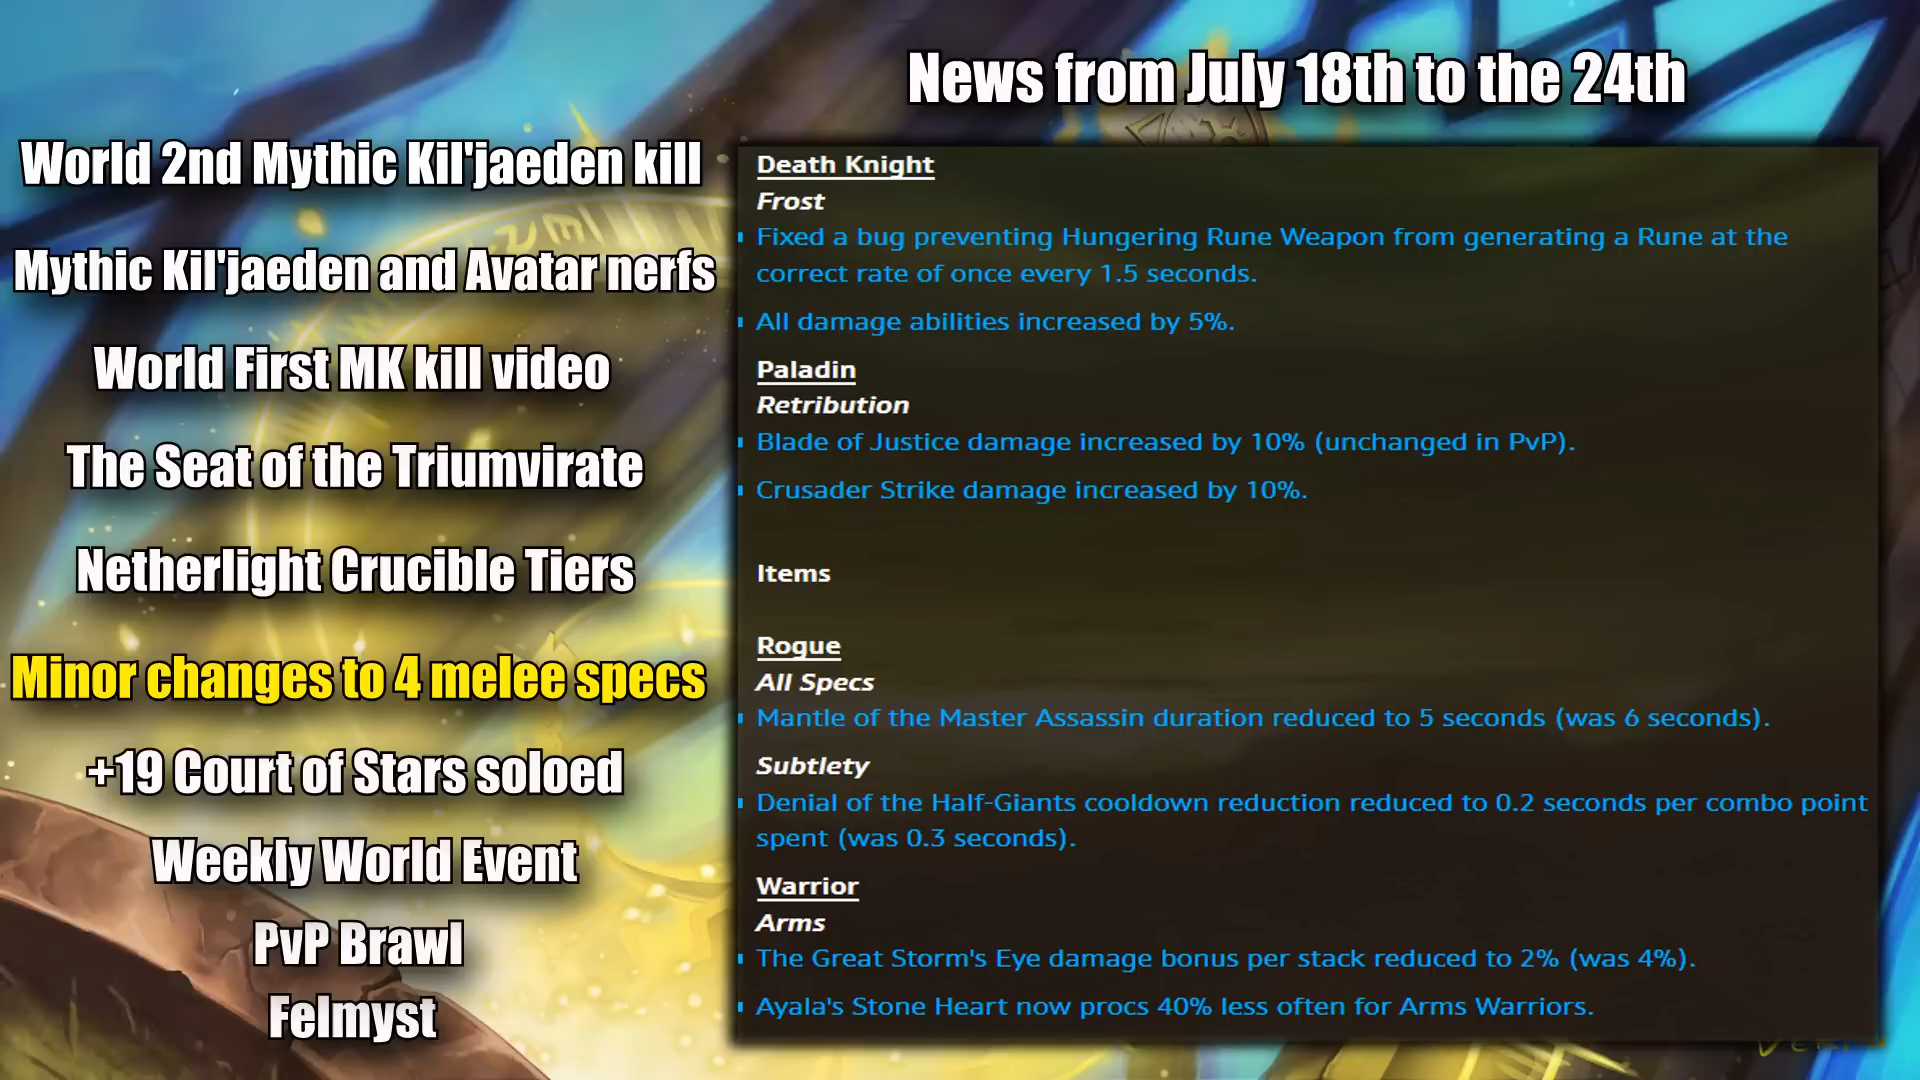 News from July 18th to the 24th
World 2nd Mythic Kil'jaeden kill
Mythic Kil'jaeden and Avatar nerfs
World First MK kill video
The Seat of the Triumvirate
Netherlight Crucible Tiers
Minor changes to 4 melee specs
+19 Court of Stars soloed
Weekly World Event
PvP Brawl
Felmyst
Death Knight
Frost
Fixed a bug preventing Hungering Rune Weapon from generating a Rune at the
correct rate of once every 1.5 seconds.
All damage abilities increased by 5%.
Paladin
Retribution
Blade of Justice damage increased by 10% (unchanged in PvP).
Crusader Strike damage increased by 10%.
Items
Rogue
All Specs
Mantle of the Master Assassin duration reduced to 5 seconds (was 6 seconds).
Subtlety
Denial of the Half-Giants cooldown reduction reduced to 0.2 seconds per combo point
spent (was 0.3 seconds).
Warrior
Arms
The Great Storm's Eye damage bonus per stack reduced to 2% (was 4%).
Ayala's Stone Heart now procs 40% less often for Arms Warriors.